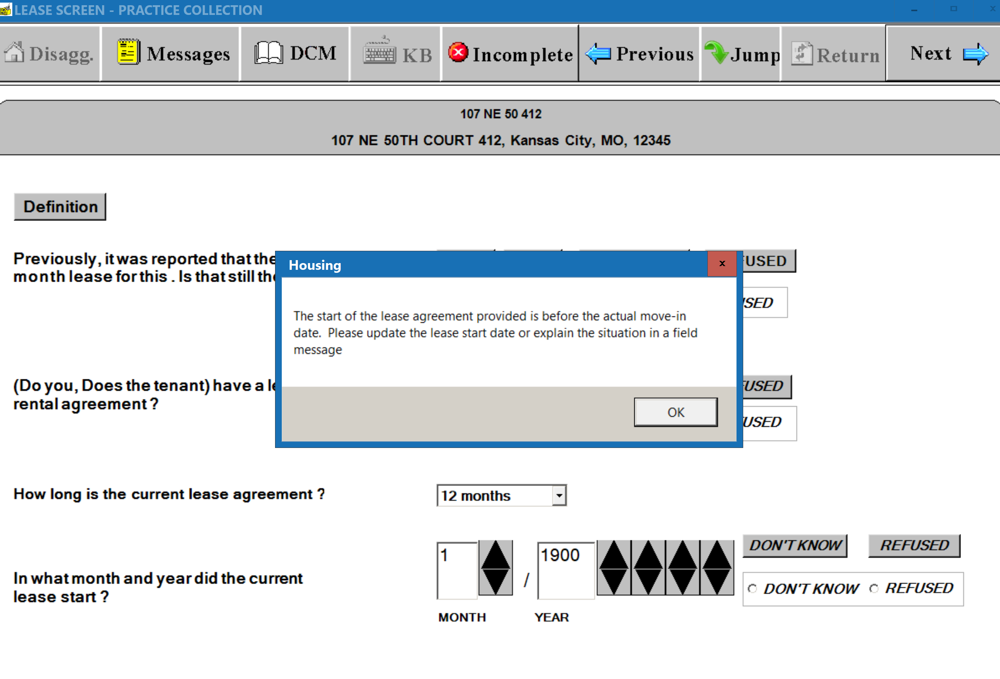 LEASE SCREEN - PRACTICE COLLECTION
Disagg.
Messages
DCM
KB
Incomplete
Previous
Jump
Return
Next
107 NE 50 412
107 NE 50TH COURT 412, Kansas City, MO, 12345
Definition
Previously, it was reported that the
month lease for this . Is that still the
Housing
x
The start of the lease agreement provided is before the actual move-in
date. Please update the lease start date or explain the situation in a field
message
OK
USED
USED
(Do you, Does the tenant) have a
rental agreement ?
USED
USED
How long is the current lease agreement ?
12 months
In what month and year did the current
lease start ?
1
/
1900
MONTH
YEAR
DON'T KNOW
REFUSED
DON'T KNOW
REFUSED